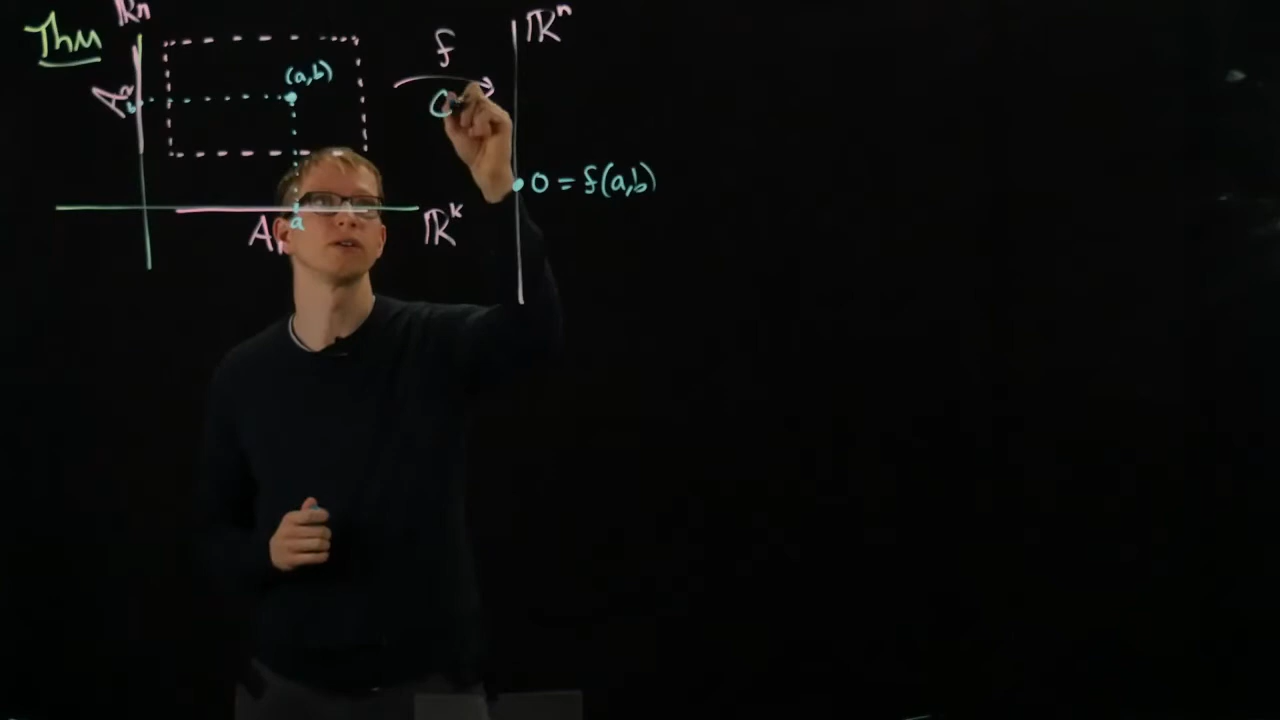 Thm
ℝⁿ
f
ℝⁿ
(a,b)
b
C
0 = f(a,b)
a
A
ℝᵏ